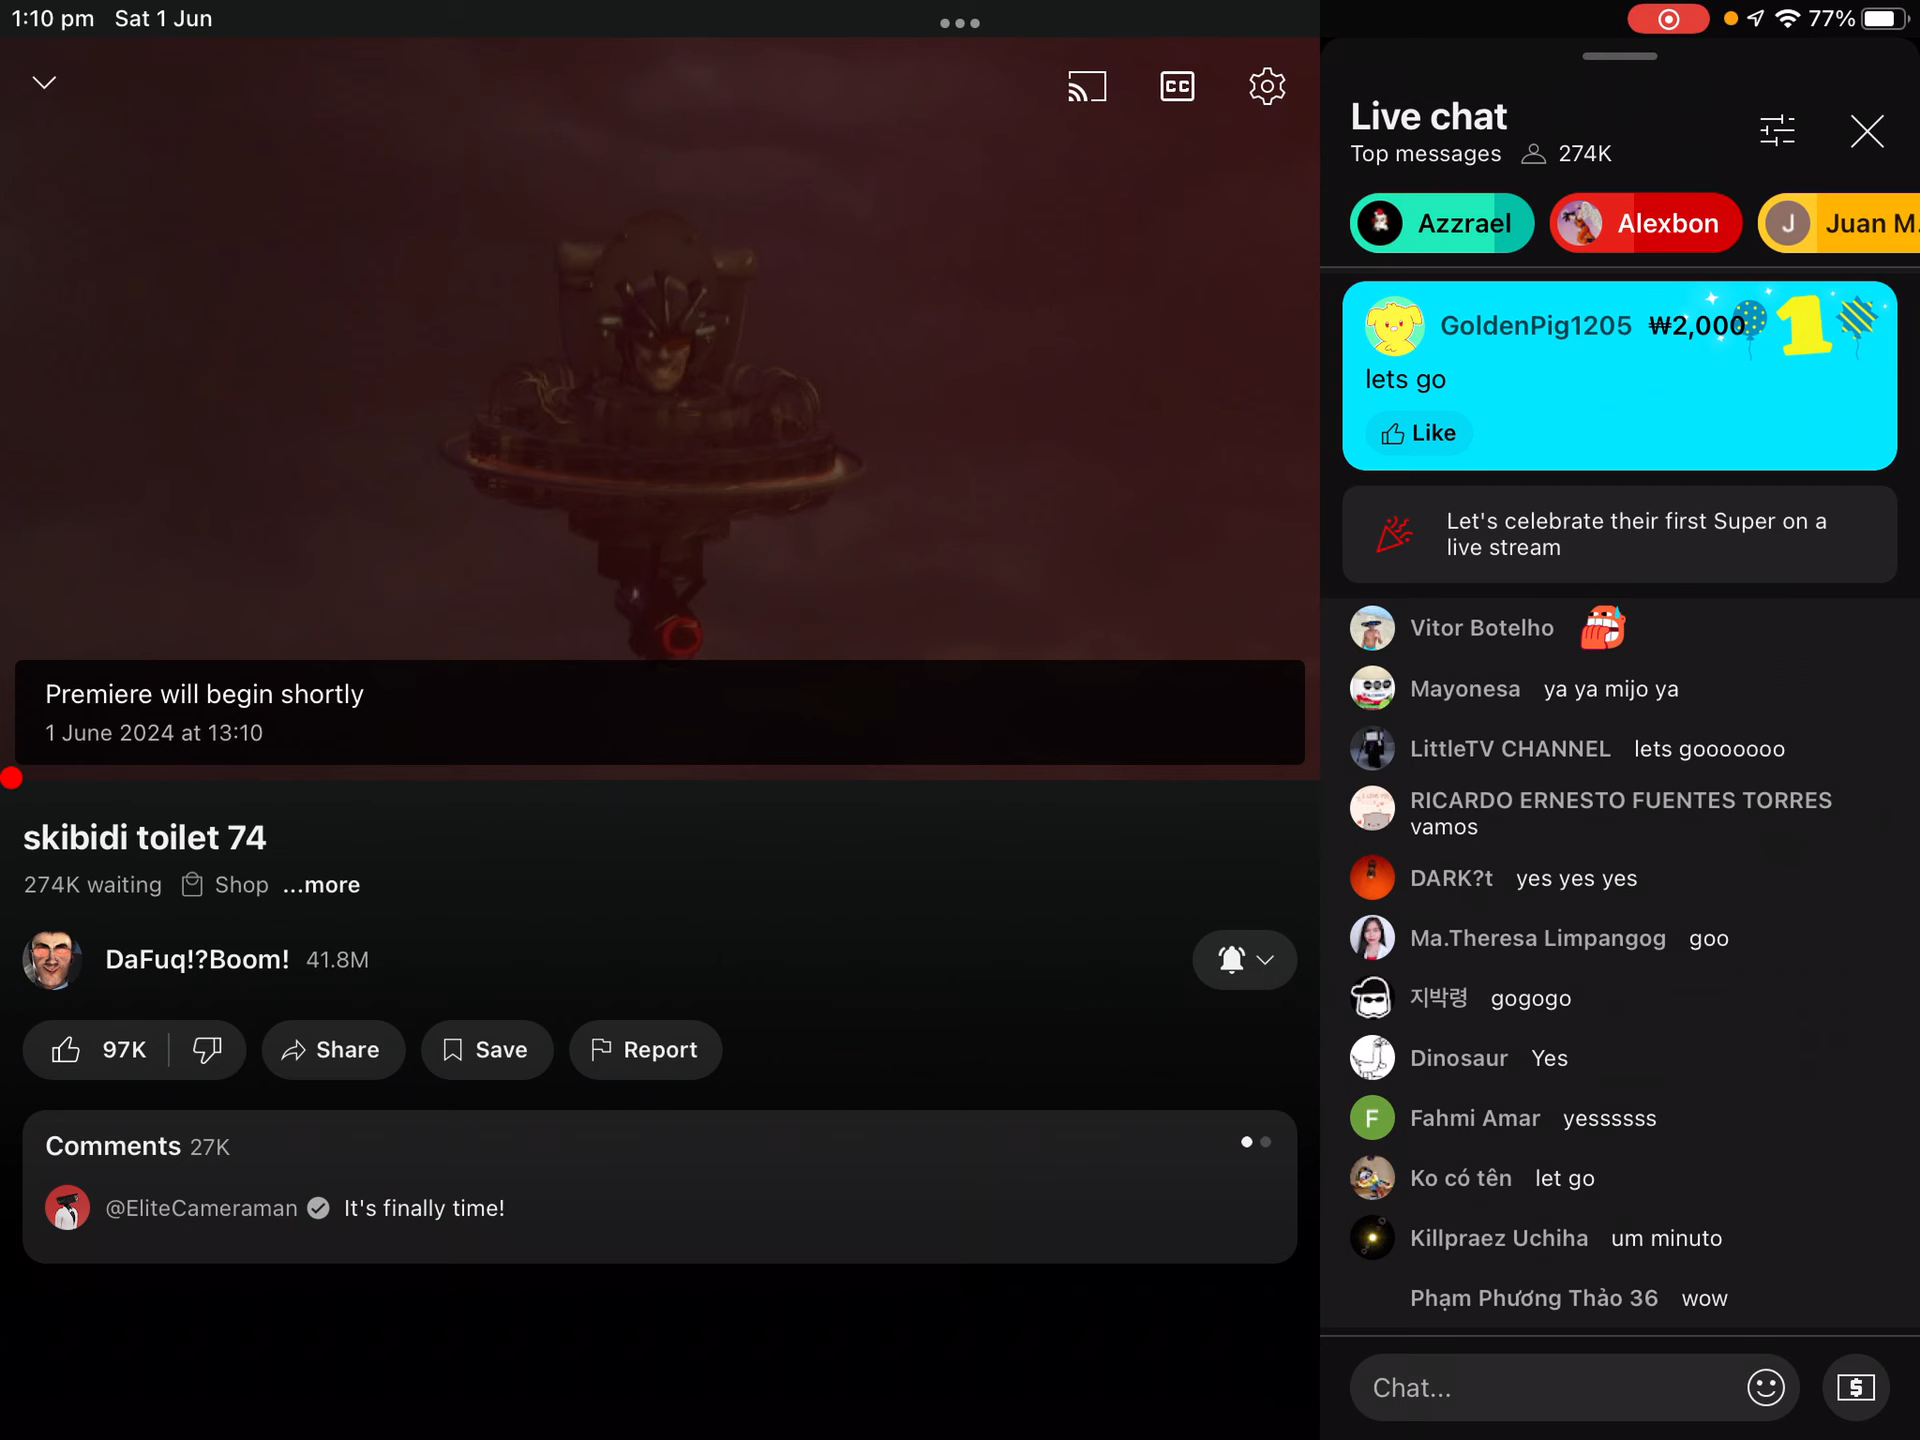 1:10 pm Sat 1 Jun
77%
CC
Premiere will begin shortly
1 June 2024 at 13:10
skibidi toilet 74
274K waiting Shop ...more
DaFuq!?Boom! 41.8M
97K Share Save Report
Comments 27K
@EliteCameraman It's finally time!
Live chat
Top messages 274K
Azzrael Alexbon J Juan M.
GoldenPig1205 ₩2,000 1
lets go
Like
Let's celebrate their first Super on a
live stream
Vitor Botelho
Mayonesa ya ya mijo ya
LittleTV CHANNEL lets gooooooo
RICARDO ERNESTO FUENTES TORRES
vamos
DARK?t yes yes yes
Ma.Theresa Limpangog goo
지박령 gogogo
Dinosaur Yes
F Fahmi Amar yessssss
Ko có tên let go
Killpraez Uchiha um minuto
Phạm Phương Thảo 36 wow
Chat...
$